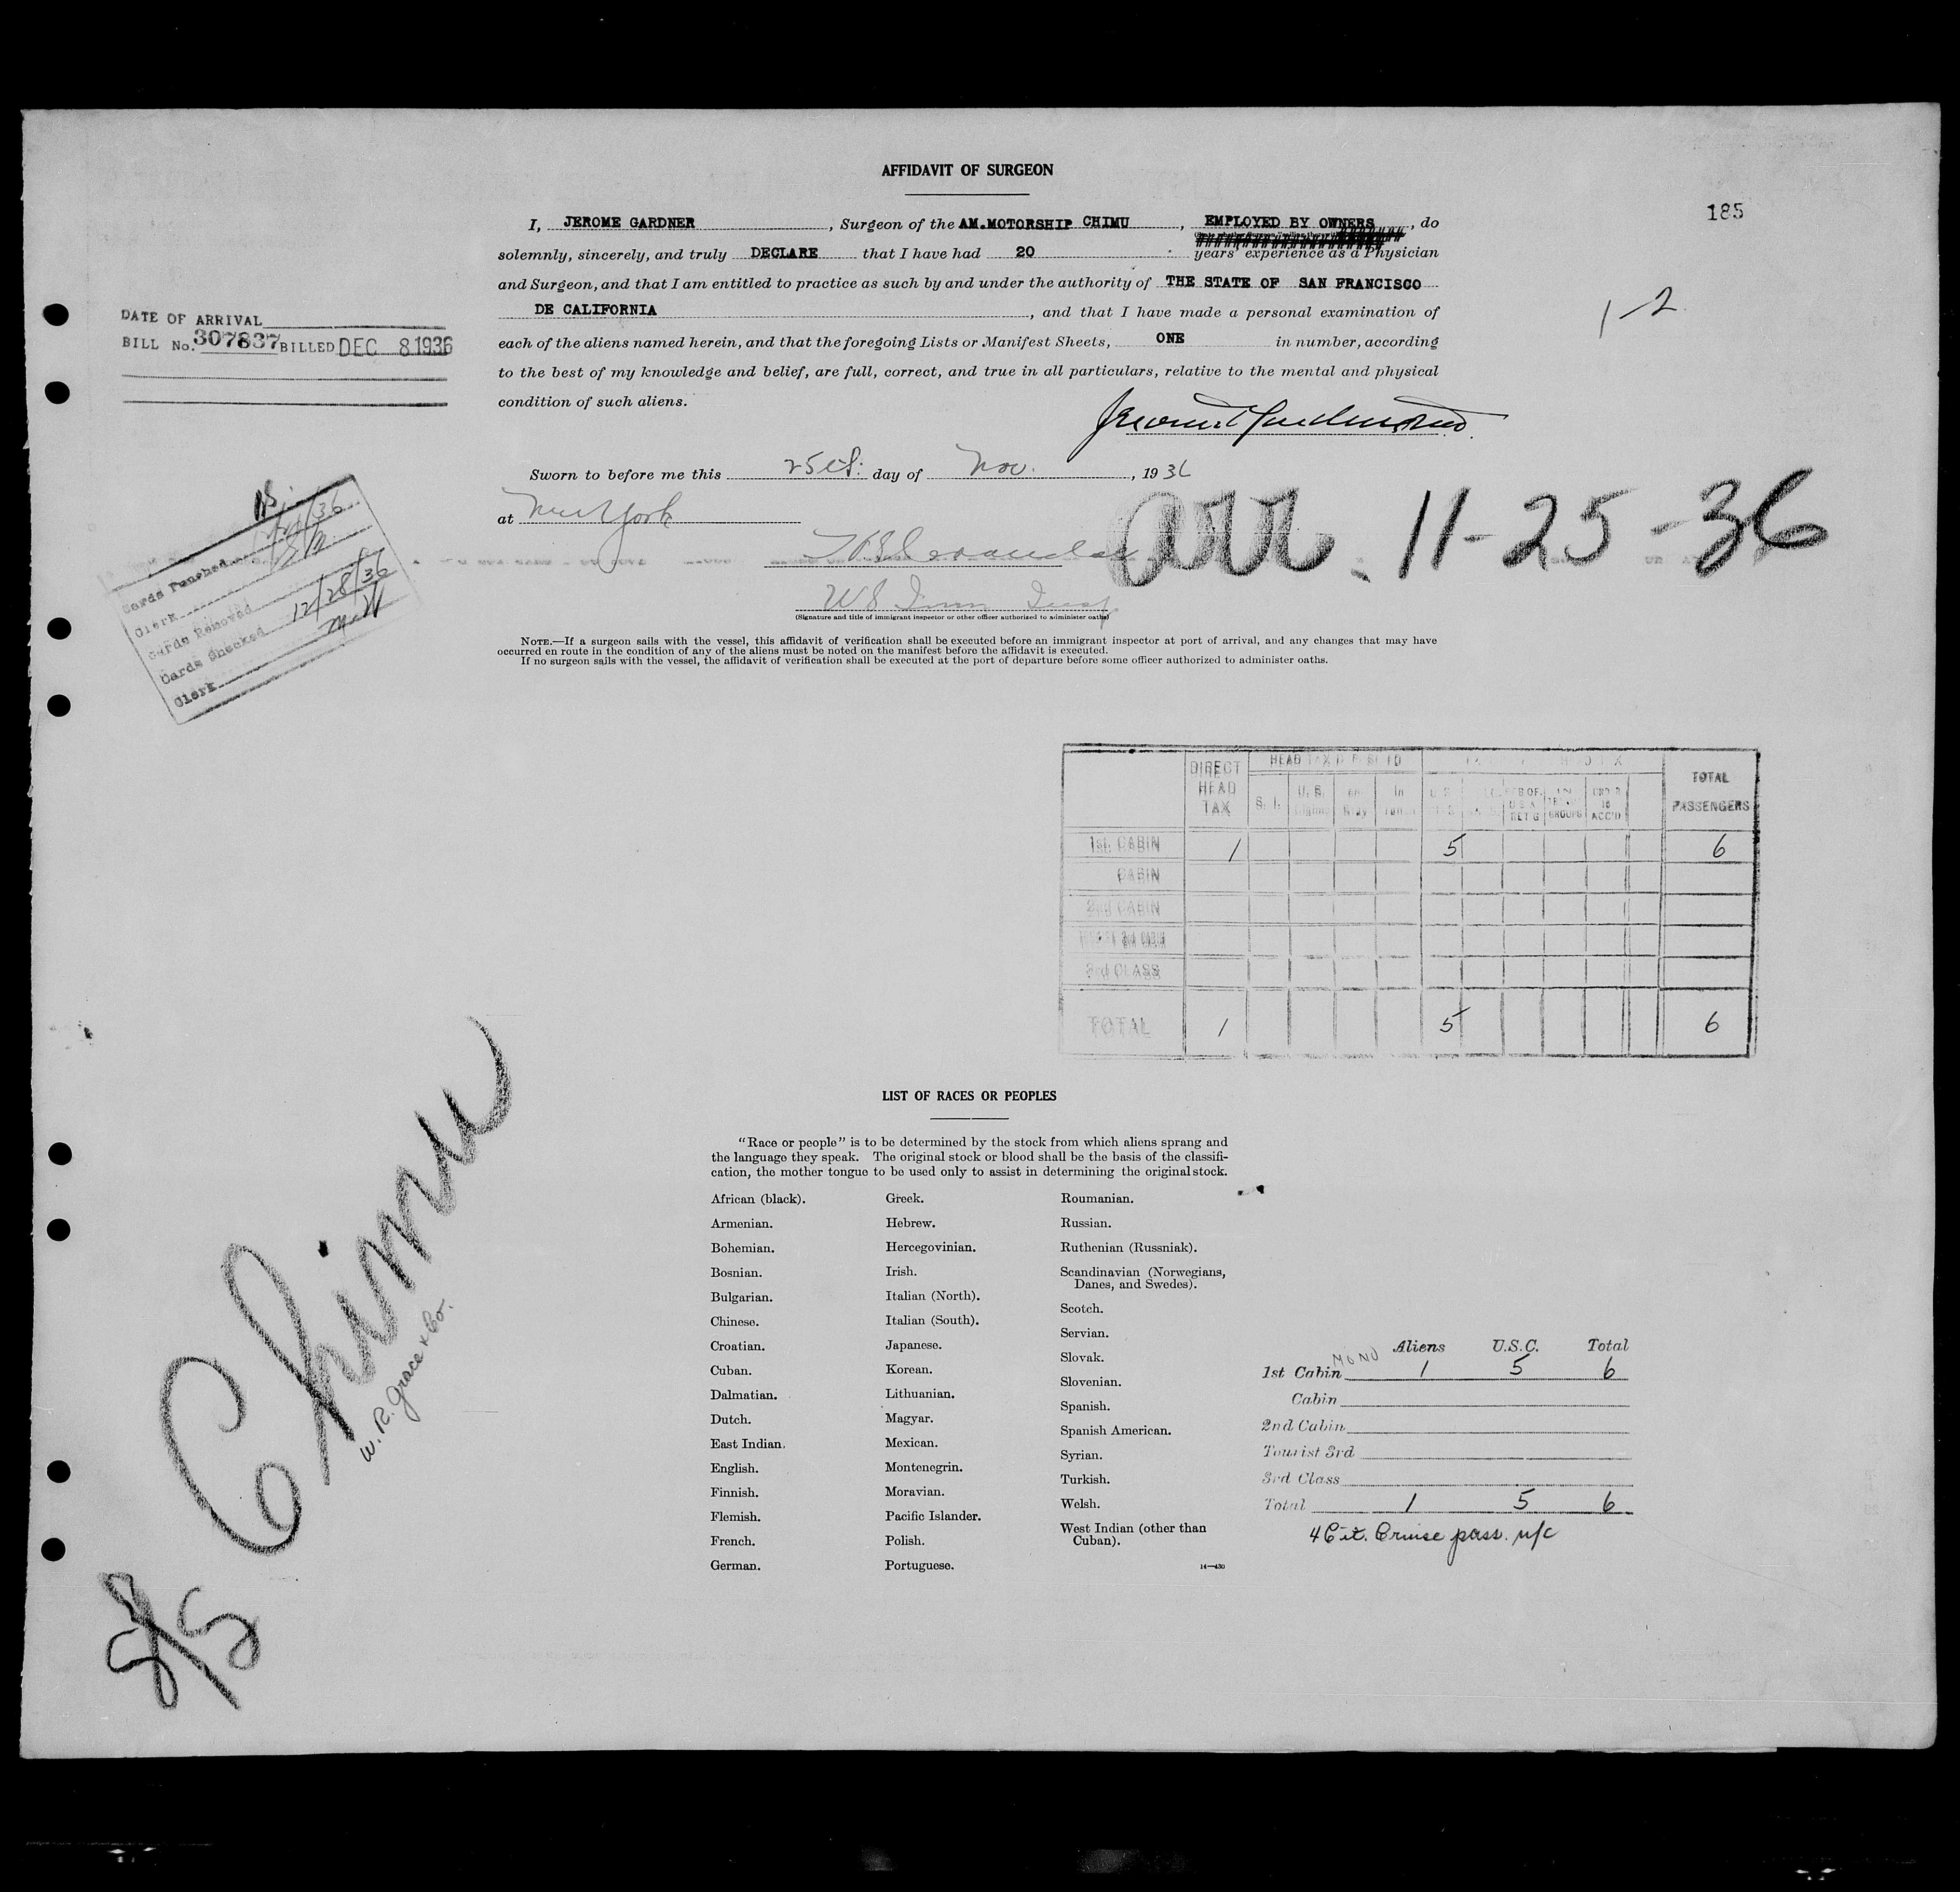 AFFIDAVIT OF SURGEON
185
I, JEROME GARDNER, Surgeon of the AM.MOTORSHIP CHIMU, EMPLOYED BY OWNERS, do
solemnly, sincerely, and truly DECLARE that I have had 20 years' experience as a Physician
and Surgeon, and that I am entitled to practice as such by and under the authority of THE STATE OF SAN FRANCISCO
DE CALIFORNIA, and that I have made a personal examination of
each of the aliens named herein, and that the foregoing Lists or Manifest Sheets, ONE in number, according
to the best of my knowledge and belief, are full, correct, and true in all particulars, relative to the mental and physical
condition of such aliens.
1-2
DATE OF ARRIVAL
BILL No. 307837 BILLED DEC 8 1936
Sworn to before me this 25th day of Nov., 1936
at New York
arr. 11-25-36
(Signature and title of immigrant inspector or other officer authorized to administer oaths)
NOTE.—If a surgeon sails with the vessel, this affidavit of verification shall be executed before an immigrant inspector at port of arrival, and any changes that may have
occurred en route in the condition of any of the aliens must be noted on the manifest before the affidavit is executed.
If no surgeon sails with the vessel, the affidavit of verification shall be executed at the port of departure before some officer authorized to administer oaths.
Cards Punched
Clerk
Cards Removed
Cards Checked 12/28/36
Clerk
DIRECT HEAD TAX
TOTAL PASSENGERS
1st. CABIN 1 5 6
CABIN
2nd CABIN
3rd CLASS
TOTAL 1 5 6
LIST OF RACES OR PEOPLES
"Race or people" is to be determined by the stock from which aliens sprang and
the language they speak. The original stock or blood shall be the basis of the classifi-
cation, the mother tongue to be used only to assist in determining the original stock.
African (black).
Armenian.
Bohemian.
Bosnian.
Bulgarian.
Chinese.
Croatian.
Cuban.
Dalmatian.
Dutch.
East Indian.
English.
Finnish.
Flemish.
French.
German.
Greek.
Hebrew.
Hercegovinian.
Irish.
Italian (North).
Italian (South).
Japanese.
Korean.
Lithuanian.
Magyar.
Mexican.
Montenegrin.
Moravian.
Pacific Islander.
Polish.
Portuguese.
Roumanian.
Russian.
Ruthenian (Russniak).
Scandinavian (Norwegians,
Danes, and Swedes).
Scotch.
Servian.
Slovak.
Slovenian.
Spanish.
Spanish American.
Syrian.
Turkish.
Welsh.
West Indian (other than
Cuban).
14—430
Aliens U.S.C. Total
1st Cabin 1 5 6
Cabin
2nd Cabin
Tourist 3rd
3rd Class
Total 1 5 6
4 Cit. Cruise pass. n/c
S/S Chimu
W. R. Grace & Co.